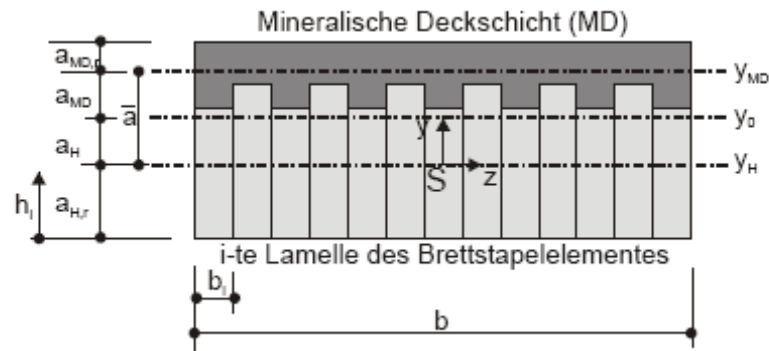 Mineralische Deckschicht (MD)
a_MD,r
y_MD
a_MD
ā
y_0
y
a_H
S
z
y_H
h_i
a_H,r
i-te Lamelle des Brettstapelelementes
b_i
b